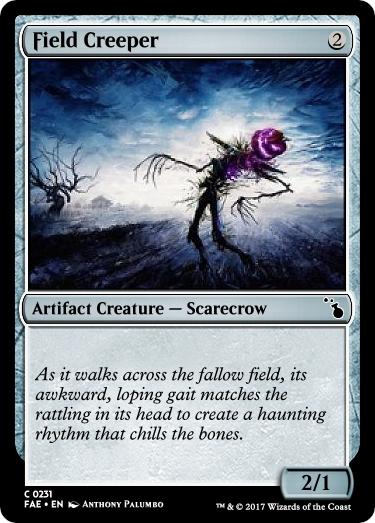 Field Creeper 2
Artifact Creature — Scarecrow
As it walks across the fallow field, its
awkward, loping gait matches the
rattling in its head to create a haunting
rhythm that chills the bones.
2/1
C 0231
FAE • EN Anthony Palumbo
™ & © 2017 Wizards of the Coast